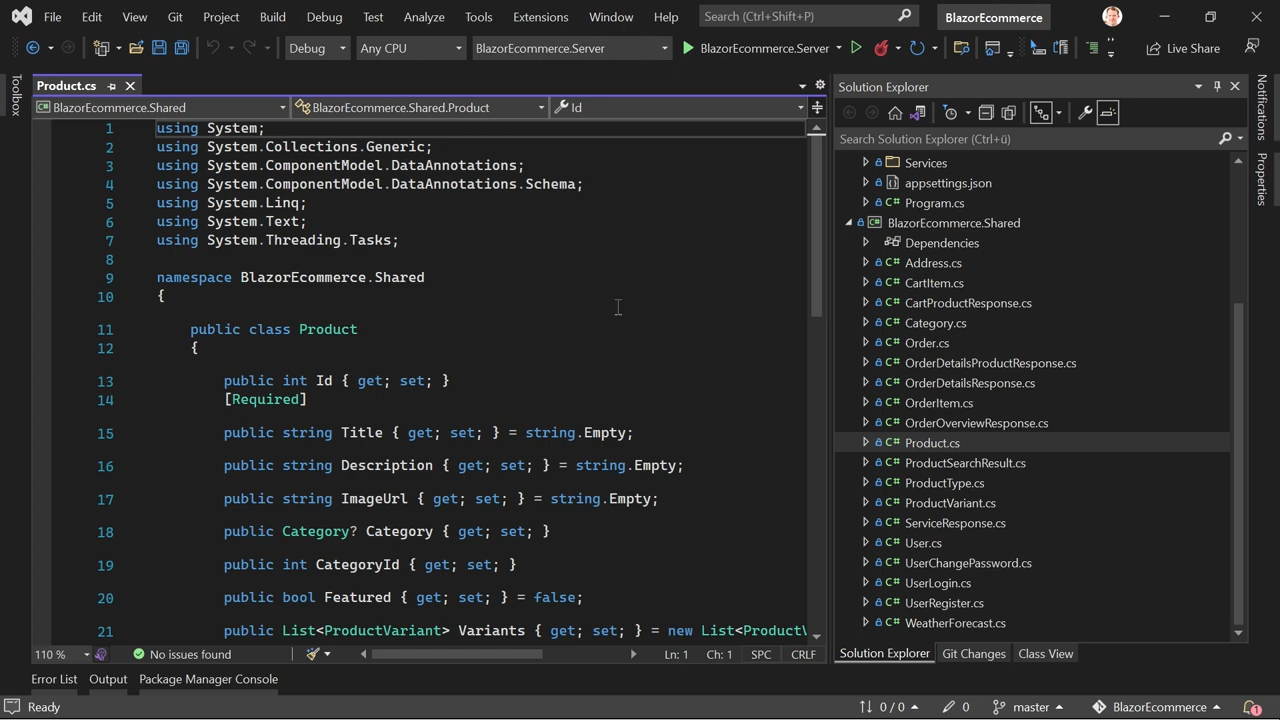 File Edit View Git Project Build Debug Test Analyze Tools Extensions Window Help Search (Ctrl+Shift+P) BlazorEcommerce
Debug Any CPU BlazorEcommerce.Server BlazorEcommerce.Server Live Share
Toolbox
Product.cs
BlazorEcommerce.Shared BlazorEcommerce.Shared.Product Id
1 using System;
2 using System.Collections.Generic;
3 using System.ComponentModel.DataAnnotations;
4 using System.ComponentModel.DataAnnotations.Schema;
5 using System.Linq;
6 using System.Text;
7 using System.Threading.Tasks;
8
9 namespace BlazorEcommerce.Shared
10 {
11 public class Product
12 {
13 public int Id { get; set; }
14 [Required]
15 public string Title { get; set; } = string.Empty;
16 public string Description { get; set; } = string.Empty;
17 public string ImageUrl { get; set; } = string.Empty;
18 public Category? Category { get; set; }
19 public int CategoryId { get; set; }
20 public bool Featured { get; set; } = false;
21 public List<ProductVariant> Variants { get; set; } = new List<ProductV
110 % No issues found Ln: 1 Ch: 1 SPC CRLF
Solution Explorer
Search Solution Explorer (Ctrl+ü)
Services
appsettings.json
C# Program.cs
C# BlazorEcommerce.Shared
Dependencies
C# Address.cs
C# CartItem.cs
C# CartProductResponse.cs
C# Category.cs
C# Order.cs
C# OrderDetailsProductResponse.cs
C# OrderDetailsResponse.cs
C# OrderItem.cs
C# OrderOverviewResponse.cs
C# Product.cs
C# ProductSearchResult.cs
C# ProductType.cs
C# ProductVariant.cs
C# ServiceResponse.cs
C# User.cs
C# UserChangePassword.cs
C# UserLogin.cs
C# UserRegister.cs
C# WeatherForecast.cs
Solution Explorer Git Changes Class View
Notifications
Properties
Error List Output Package Manager Console
Ready 0 / 0 0 master BlazorEcommerce 1